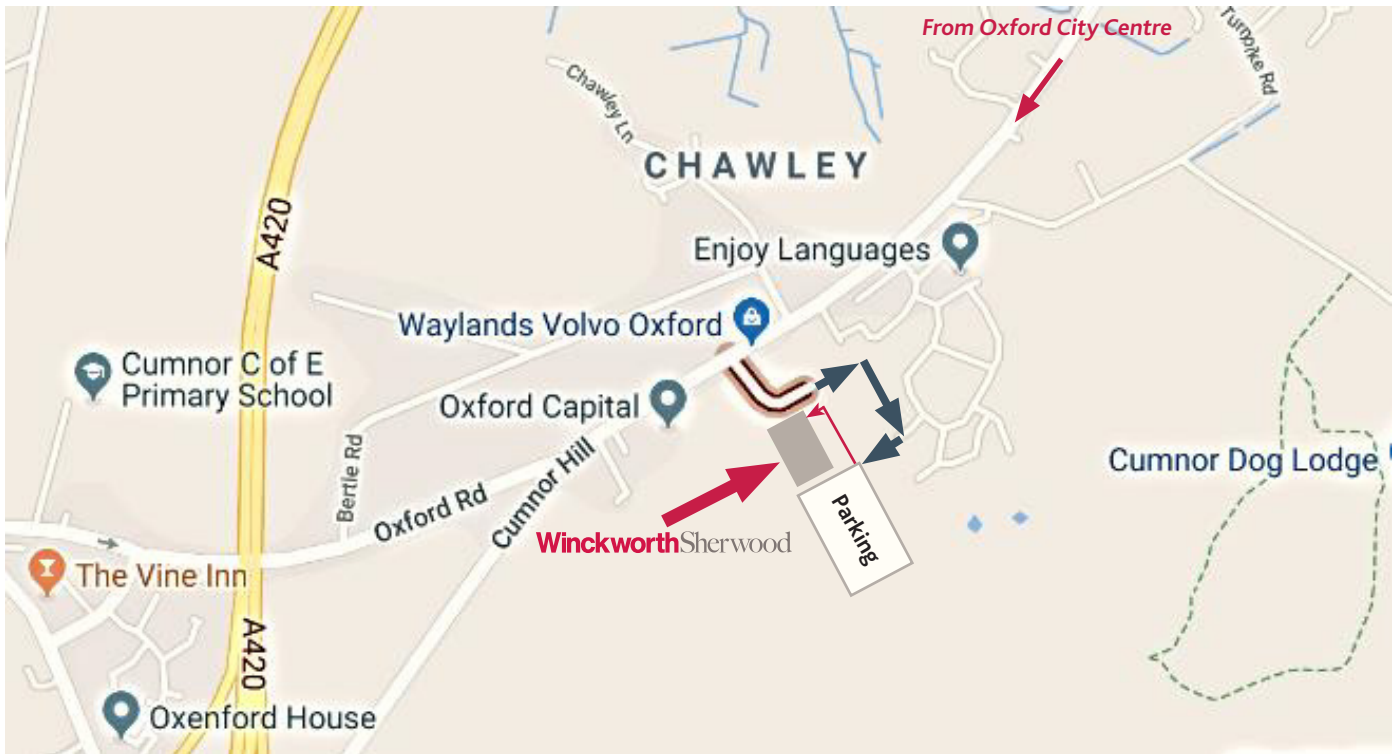 From Oxford City Centre
Turnpike Rd
Chawley Ln
CHAWLEY
A420
Enjoy Languages
Waylands Volvo Oxford
Cumnor C of E
Primary School
Oxford Capital
Bertie Rd
Oxford Rd
Cumnor Hill
Cumnor Dog Lodge
WinckworthSherwood
Parking
The Vine Inn
A420
Oxenford House